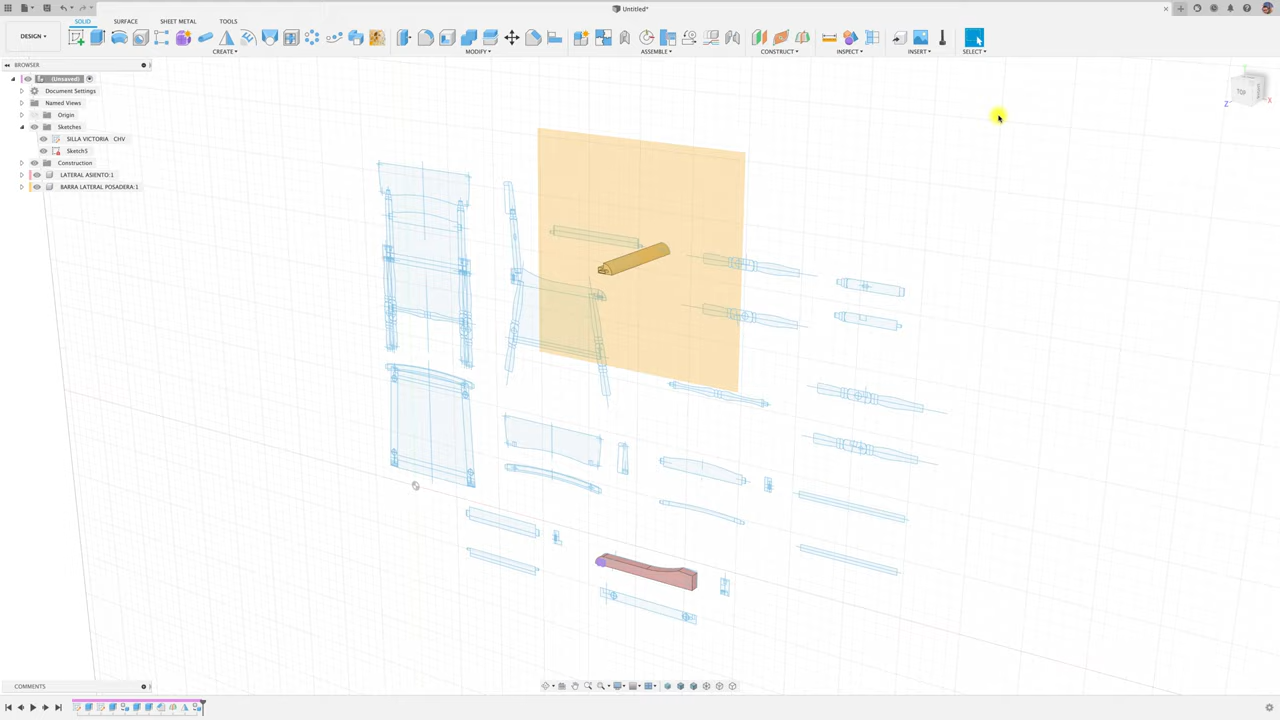 Untitled*
DESIGN
SOLID
SURFACE
SHEET METAL
TOOLS
CREATE
MODIFY
ASSEMBLE
CONSTRUCT
INSPECT
INSERT
SELECT
BROWSER
(Unsaved)
Document Settings
Named Views
Origin
Sketches
SILLA VICTORIA CHV
Sketch5
Construction
LATERAL ASIENTO:1
BARRA LATERAL POSADERA:1
TOP
Z
X
COMMENTS